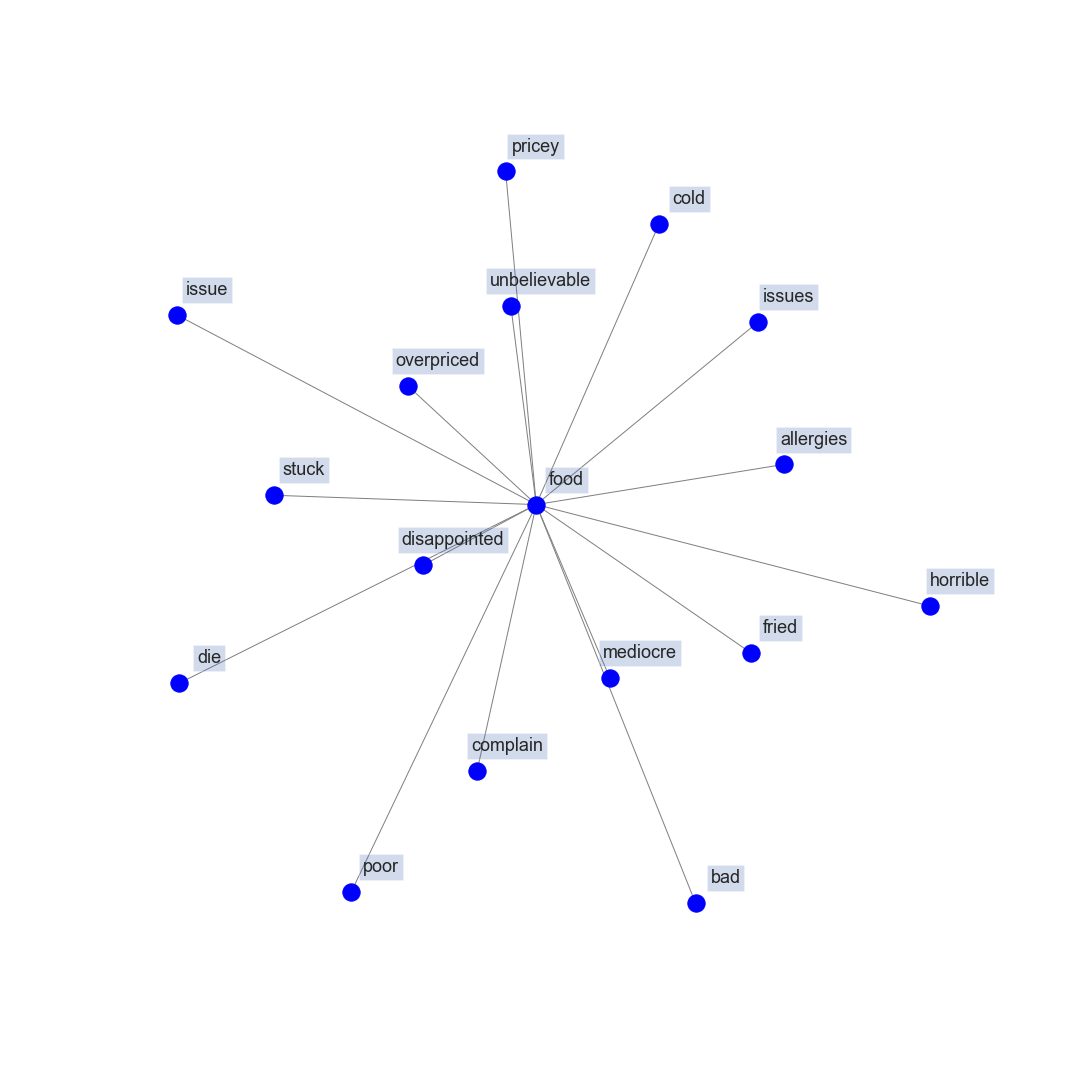 pricey
cold
unbelievable
issue
issues
overpriced
allergies
stuck
food
disappointed
horrible
fried
mediocre
die
complain
poor
bad